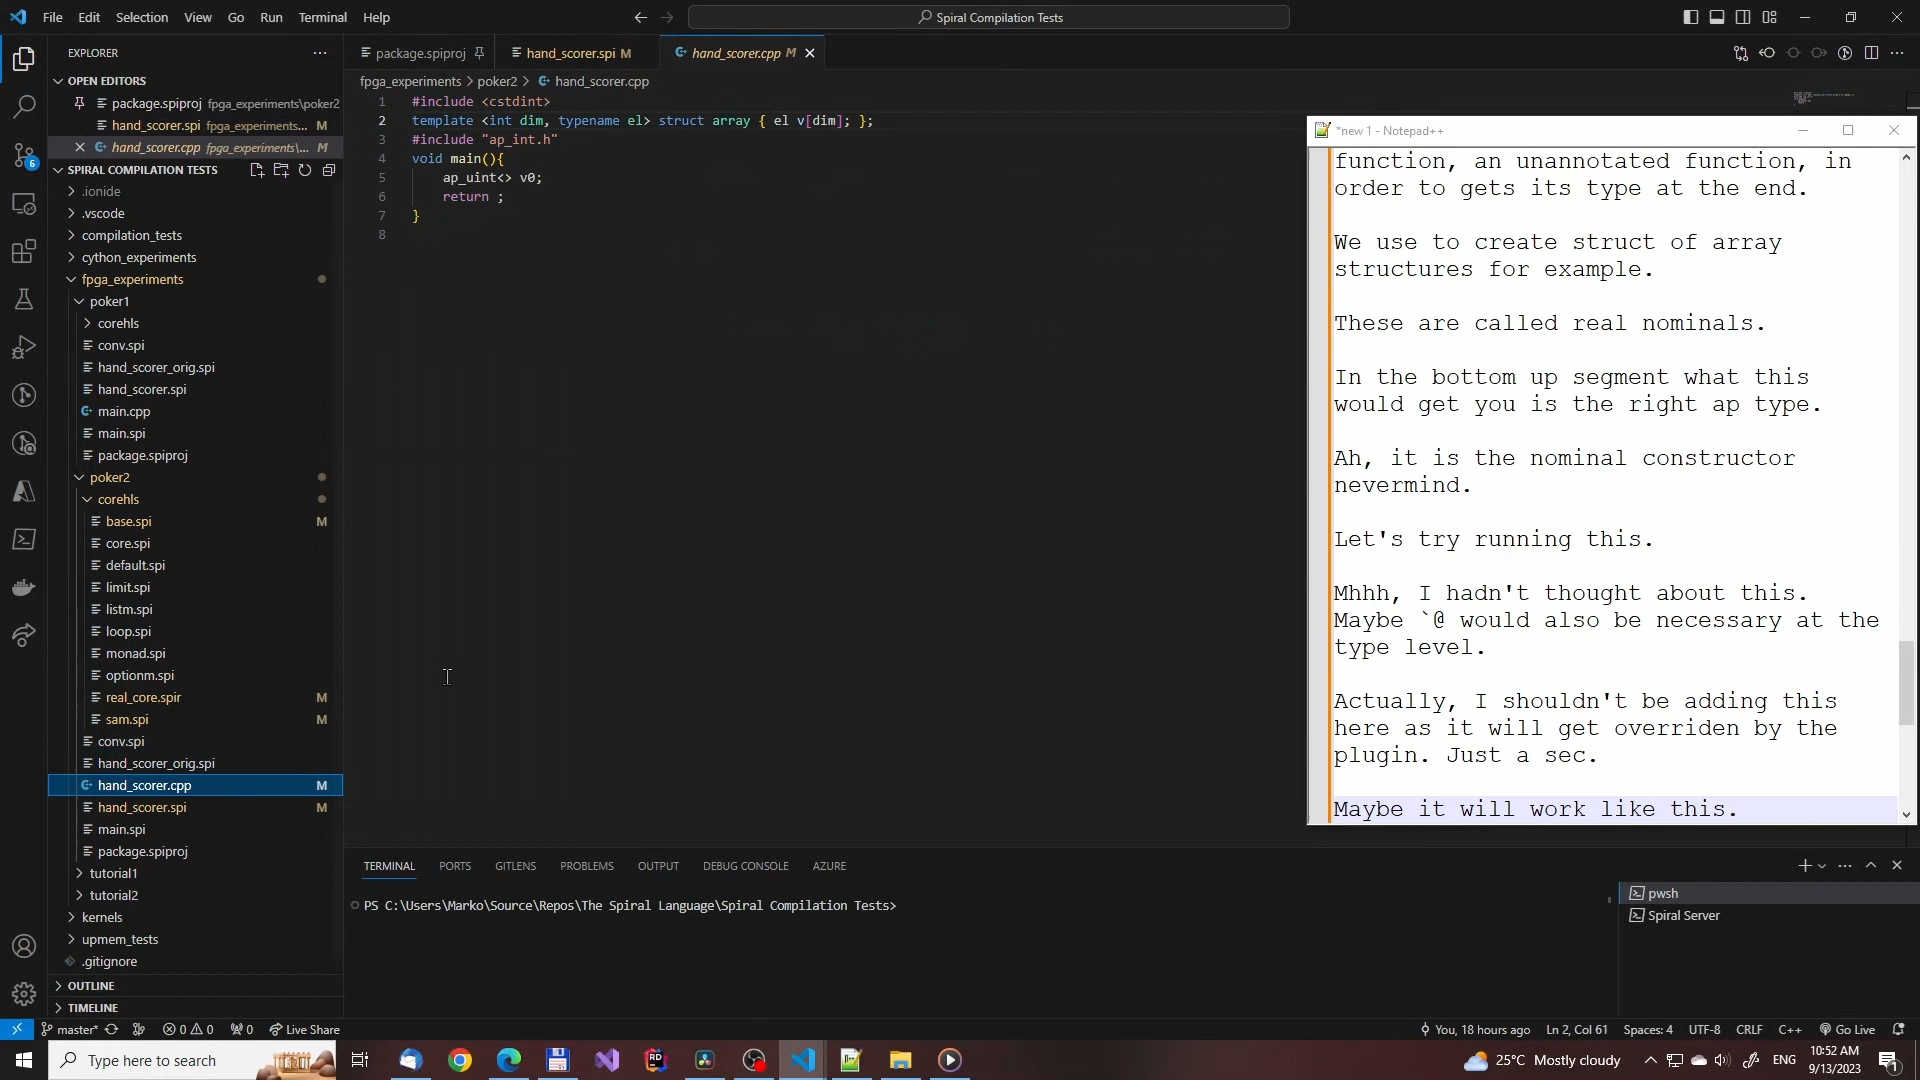 File Edit Selection View Go Run Terminal Help
Spiral Compilation Tests
EXPLORER
OPEN EDITORS
package.spiproj fpga_experiments\poker2
hand_scorer.spi fpga_experiments... M
hand_scorer.cpp fpga_experiments\... M
SPIRAL COMPILATION TESTS
.ionide
.vscode
compilation_tests
cython_experiments
fpga_experiments
poker1
corehls
conv.spi
hand_scorer_orig.spi
hand_scorer.spi
main.cpp
main.spi
package.spiproj
poker2
corehls
base.spi M
core.spi
default.spi
limit.spi
listm.spi
loop.spi
monad.spi
optionm.spi
real_core.spir M
sam.spi M
conv.spi
hand_scorer_orig.spi
hand_scorer.cpp M
hand_scorer.spi M
main.spi
package.spiproj
tutorial1
tutorial2
kernels
upmem_tests
.gitignore
OUTLINE
TIMELINE
package.spiproj hand_scorer.spi M hand_scorer.cpp M
fpga_experiments > poker2 > hand_scorer.cpp
1 #include <cstdint>
2 template <int dim, typename el> struct array { el v[dim]; };
3 #include "ap_int.h"
4 void main(){
5 ap_uint<> v0;
6 return ;
7 }
8
*new 1 - Notepad++
function, an unannotated function, in
order to gets its type at the end.
We use to create struct of array
structures for example.
These are called real nominals.
In the bottom up segment what this
would get you is the right ap type.
Ah, it is the nominal constructor
nevermind.
Let's try running this.
Mhhh, I hadn't thought about this.
Maybe `@ would also be necessary at the
type level.
Actually, I shouldn't be adding this
here as it will get overriden by the
plugin. Just a sec.
Maybe it will work like this.
TERMINAL PORTS GITLENS PROBLEMS OUTPUT DEBUG CONSOLE AZURE
PS C:\Users\Marko\Source\Repos\The Spiral Language\Spiral Compilation Tests>
pwsh
Spiral Server
6
master* 0 0 0 Live Share
You, 18 hours ago Ln 2, Col 61 Spaces: 4 UTF-8 CRLF C++ Go Live
Type here to search
25°C Mostly cloudy
ENG
10:52 AM
9/13/2023
1